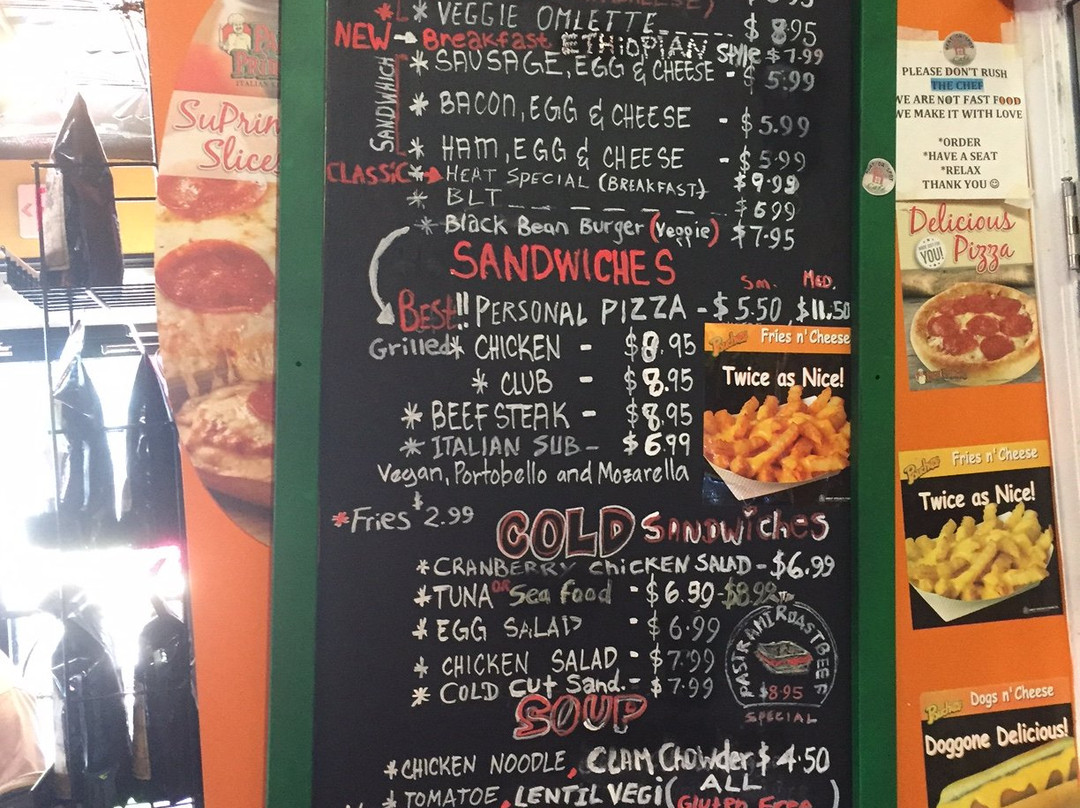 * VEGGIE OMLETTE $ 8.95
NEW Breakfast ETHIOPIAN Style $7.99
SANDWHICH
* SAUSAGE, EGG & CHEESE - $ 5.99
* BACON, EGG & CHEESE - $ 5.99
* HAM, EGG & CHEESE - $ 5.99
CLASSIC * HEAT SPECIAL (BREAKFAST) $9.99
* BLT $ 6.99
* Black Bean Burger (Veggie) $7.95
SANDWICHES
Sm. MED.
BEST!! PERSONAL PIZZA - $5.50, $11.50
Grilled * CHICKEN - $8.95
* CLUB - $8.95
* BEEF STEAK - $8.95
* ITALIAN SUB - $6.99
Vegan, Portobello and Mozarella
* Fries $2.99
COLD SANDWiches
* CRANBERRY chicken SALAD - $6.99
* TUNA OR Sea food - $6.99 - $8.99
* EGG SALAD - $6.99
* CHICKEN SALAD - $7.99
* COLD CUT Sand. - $7.99
PASTRAMI ROAST BEEF
$8.95
SPECIAL
SOUP
* CHICKEN NOODLE, CLAM Chowder $4.50
* TOMATOE, LENTIL VEGI (ALL
Gluten Free)
SuPrin
Slices
Fries n' Cheese
Twice as Nice!
PLEASE DON'T RUSH
THE CHEF
WE ARE NOT FAST FOOD
WE MAKE IT WITH LOVE
*ORDER
*HAVE A SEAT
*RELAX
THANK YOU ☺
Delicious
Pizza
YOU!
Fries n' Cheese
Twice as Nice!
Dogs n' Cheese
Doggone Delicious!